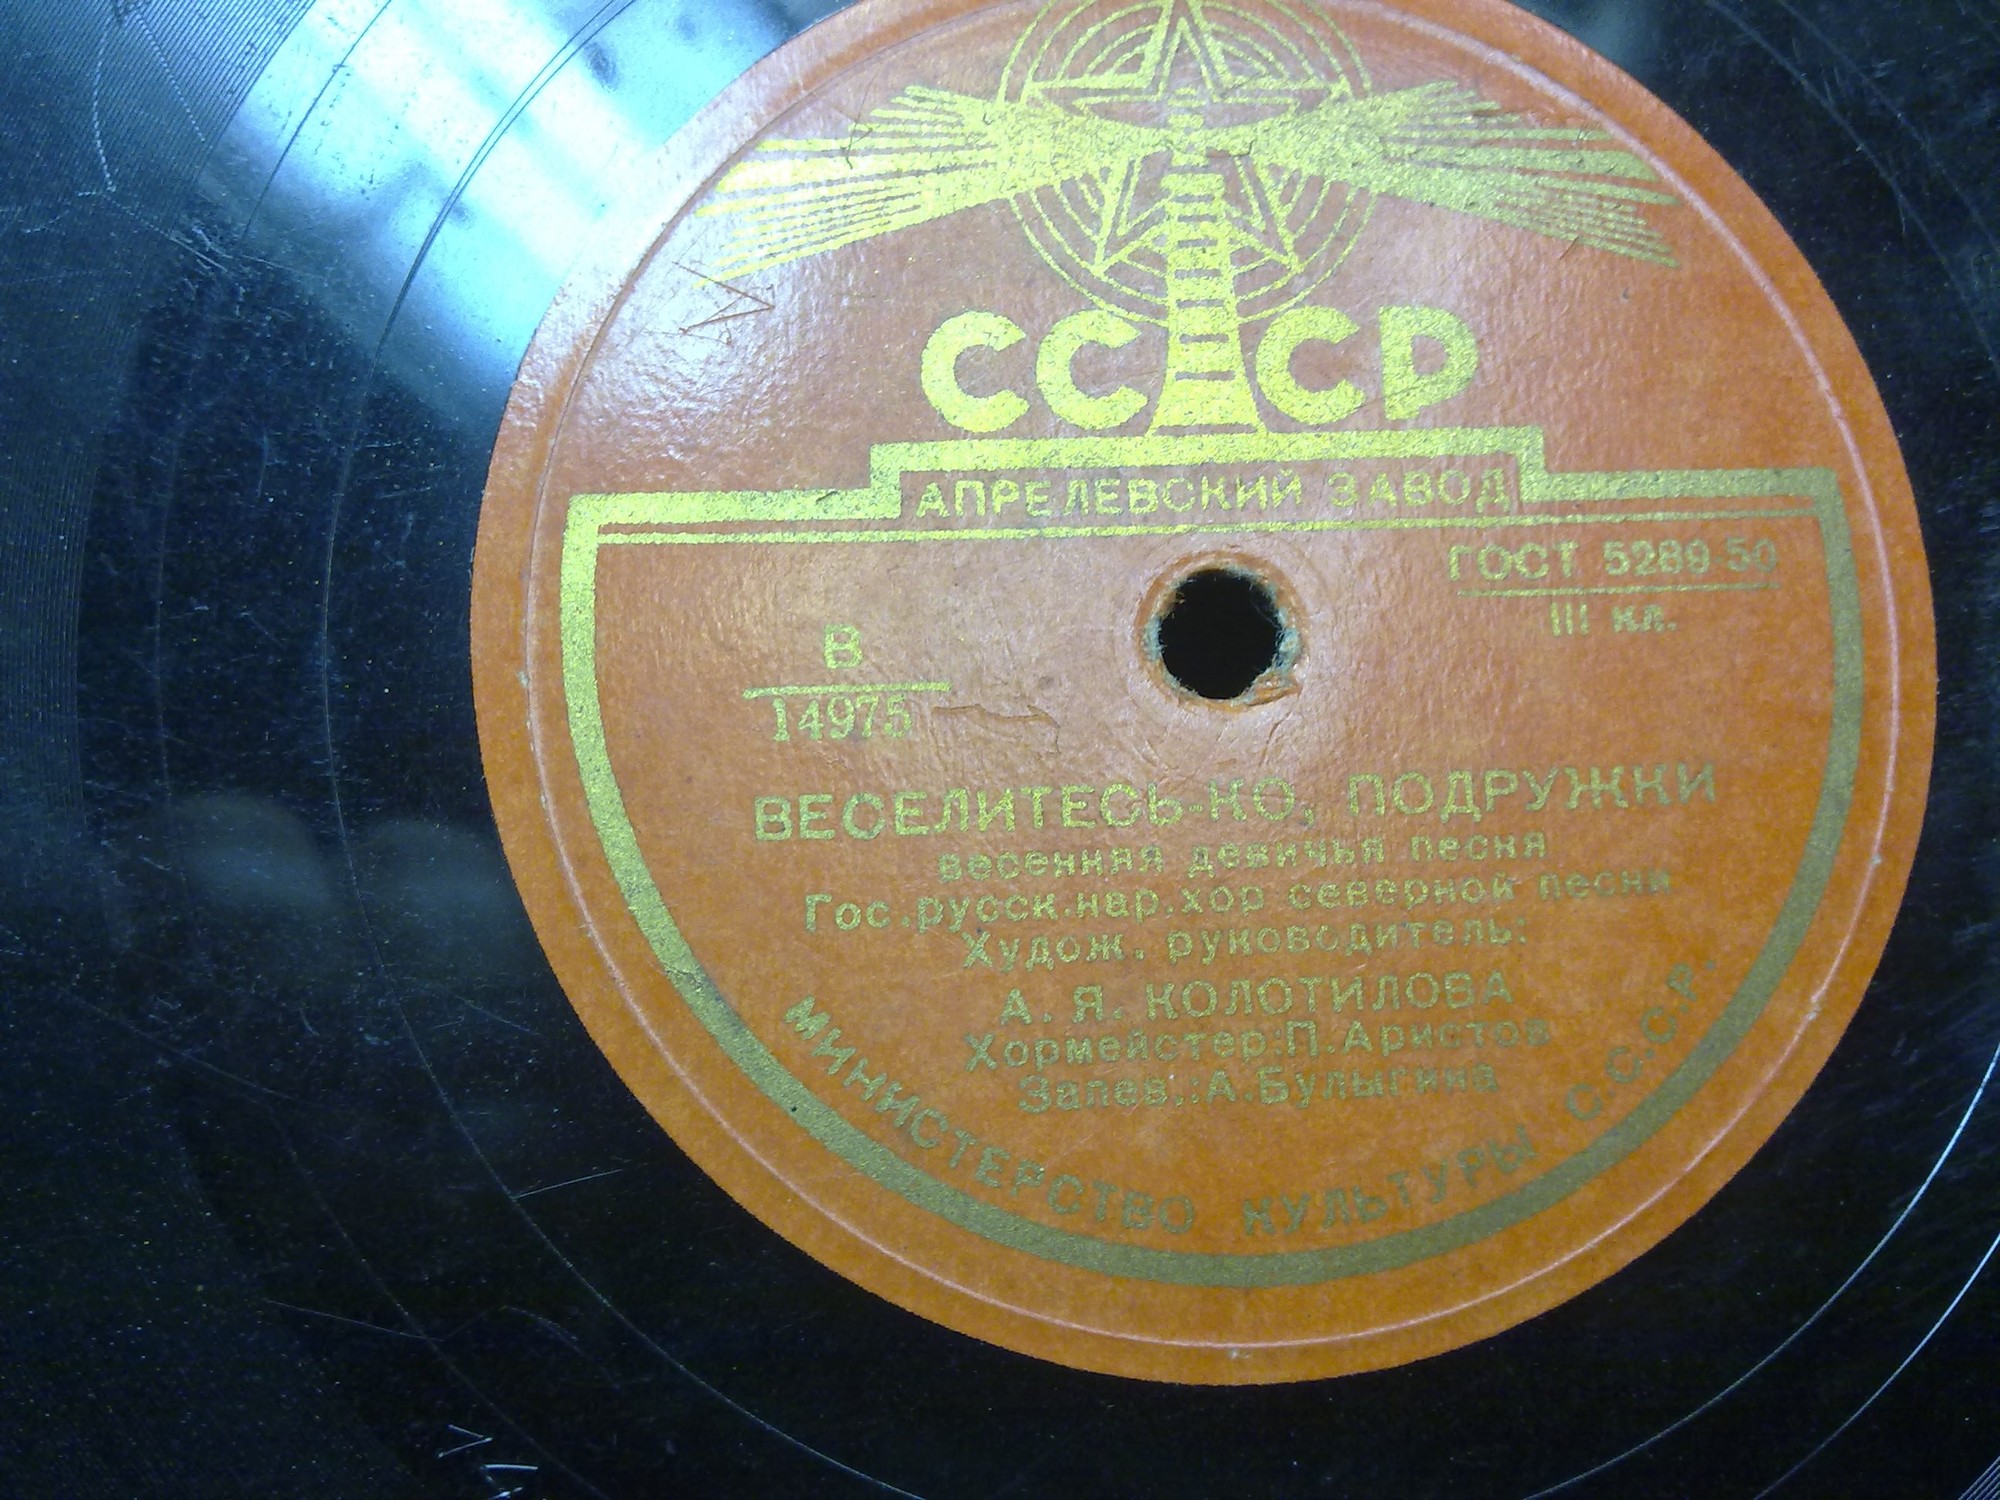 СССР
АПРЕЛЕВСКИЙ ЗАВОД
ГОСТ 5289-50
III кл.
В
14975
ВЕСЕЛИТЕСЬ-КО, ПОДРУЖКИ
весенняя девичья песня
Гос.русск.нар.хор северной песни
Худож. руководитель:
А. Я. КОЛОТИЛОВА
Хормейстер:П.Аристов
Запев.:А.Булыгина
МИНИСТЕРСТВО КУЛЬТУРЫ С.С.С.Р.